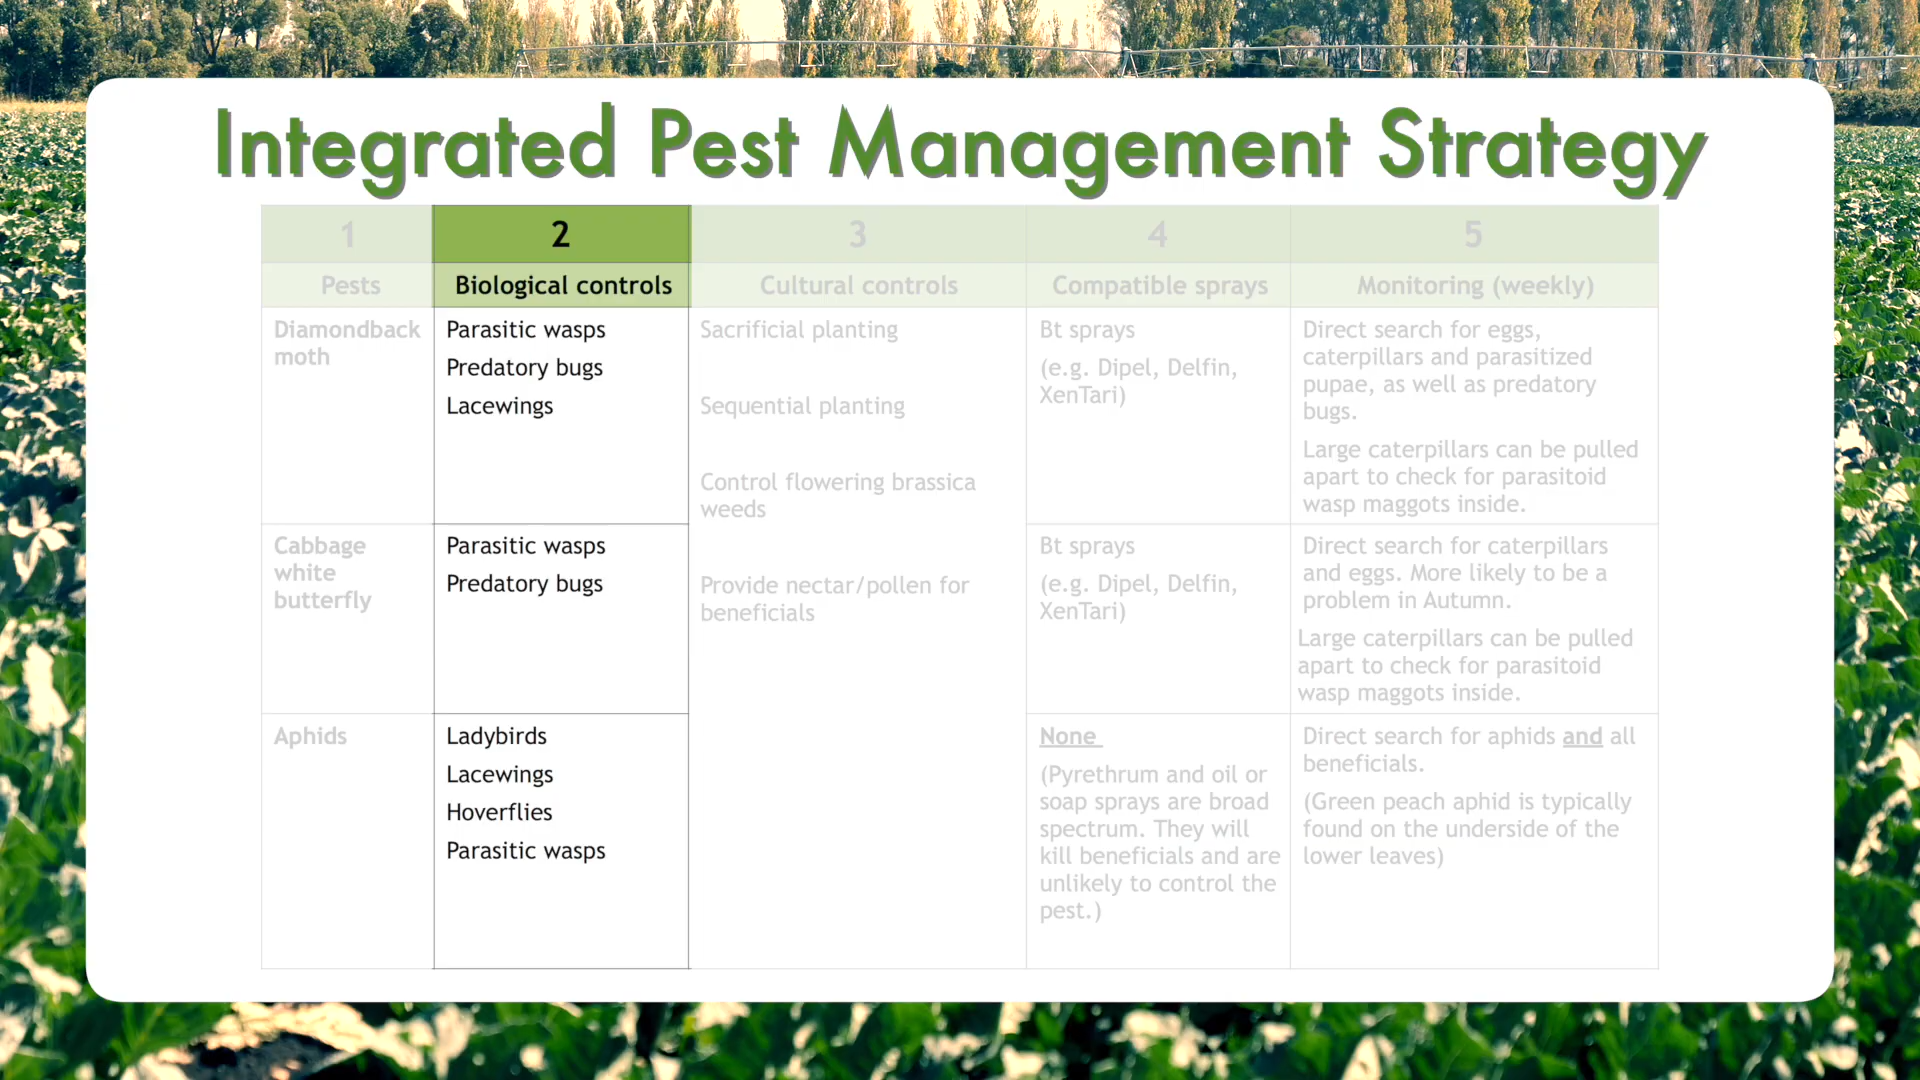 Integrated Pest Management Strategy
1 2 3 4 5
Pests Biological controls Cultural controls Compatible sprays Monitoring (weekly)
Diamondback
moth
Parasitic wasps
Predatory bugs
Lacewings
Sacrificial planting
Sequential planting
Control flowering brassica
weeds
Provide nectar/pollen for
beneficials
Bt sprays
(e.g. Dipel, Delfin,
XenTari)
Direct search for eggs,
caterpillars and parasitized
pupae, as well as predatory
bugs.
Large caterpillars can be pulled
apart to check for parasitoid
wasp maggots inside.
Cabbage
white
butterfly
Parasitic wasps
Predatory bugs
Bt sprays
(e.g. Dipel, Delfin,
XenTari)
Direct search for caterpillars
and eggs. More likely to be a
problem in Autumn.
Large caterpillars can be pulled
apart to check for parasitoid
wasp maggots inside.
Aphids
Ladybirds
Lacewings
Hoverflies
Parasitic wasps
None
(Pyrethrum and oil or
soap sprays are broad
spectrum. They will
kill beneficials and are
unlikely to control the
pest.)
Direct search for aphids and all
beneficials.
(Green peach aphid is typically
found on the underside of the
lower leaves)